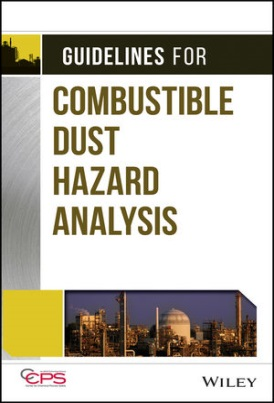 GUIDELINES FOR
COMBUSTIBLE
DUST
HAZARD
ANALYSIS
CCPS
WILEY